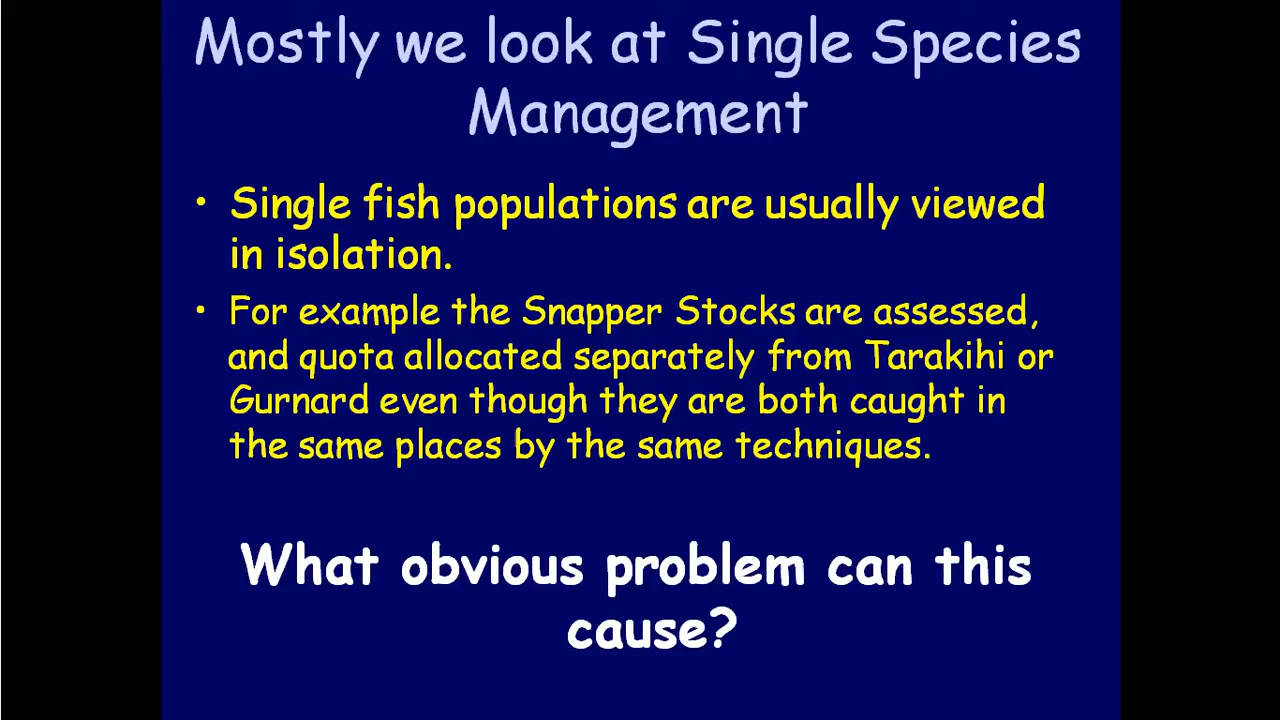 Mostly we look at Single Species
Management
• Single fish populations are usually viewed
in isolation.
• For example the Snapper Stocks are assessed,
and quota allocated separately from Tarakihi or
Gurnard even though they are both caught in
the same places by the same techniques.
What obvious problem can this
cause?